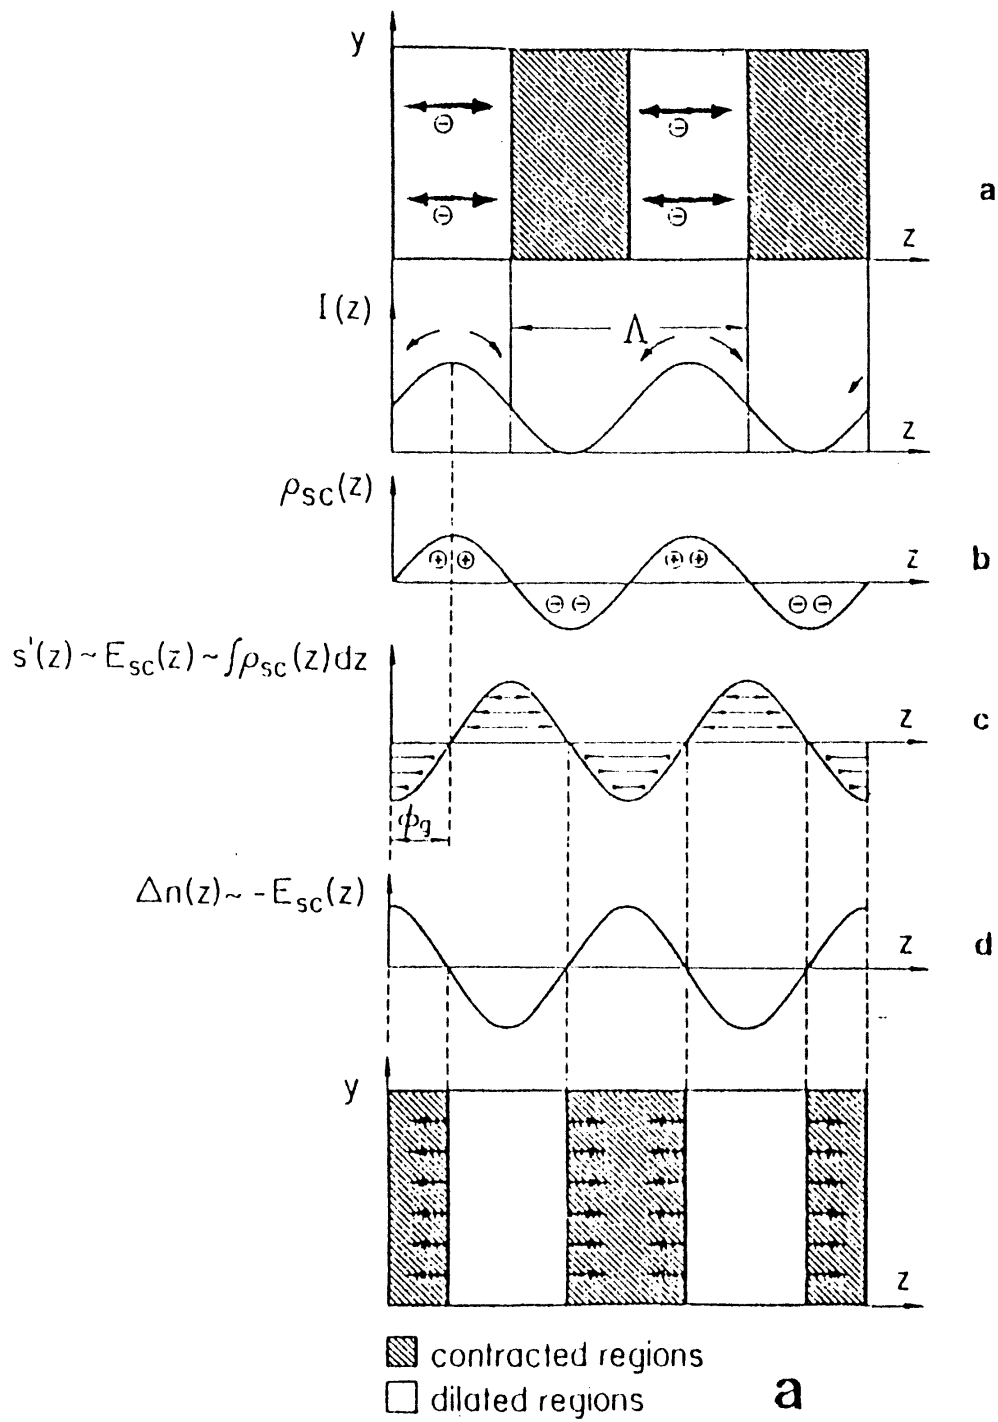 y
⊖ ⊖
a
⊖ ⊖
z
I(z)
Λ
z
ρSC(z)
⊕⊕ ⊕⊕ z
b
⊖⊖ ⊖⊖
s'(z) ~ ESC(z) ~ ∫ρSC(z)dz
z
c
ϕg
Δn(z) ~ -ESC(z)
z
d
y
z
contracted regions
dilated regions
a